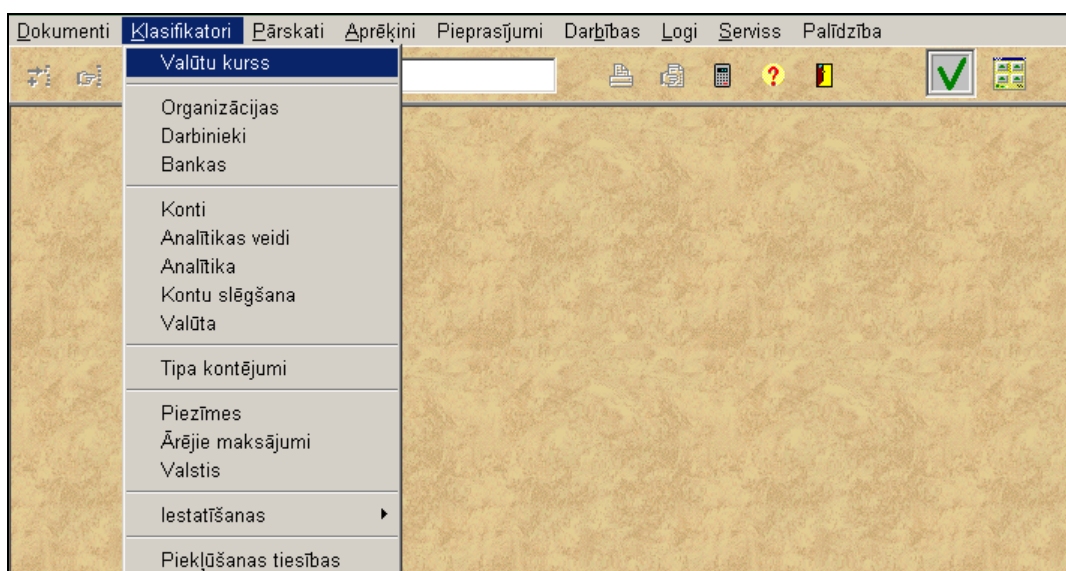 Dokumenti Klasifikatori Pārskati Aprēķini Pieprasījumi Darbības Logi Serviss Palīdzība
Valūtu kurss
Organizācijas
Darbinieki
Bankas
Konti
Analītikas veidi
Analītika
Kontu slēgšana
Valūta
Tipa kontējumi
Piezīmes
Ārējie maksājumi
Valstis
Iestatīšanas
Piekļūšanas tiesības